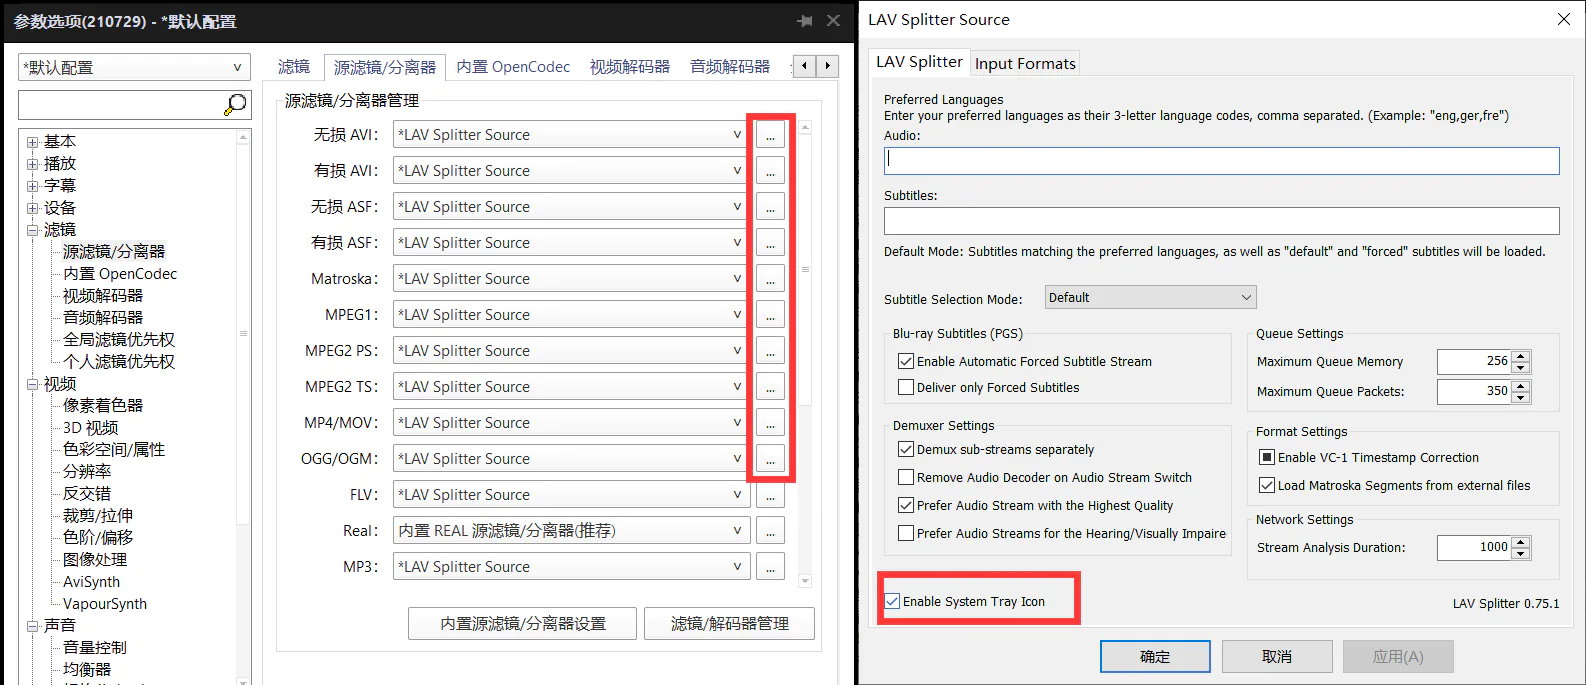 参数选项(210729) - *默认配置
*默认配置
基本
播放
字幕
设备
滤镜
源滤镜/分离器
内置 OpenCodec
视频解码器
音频解码器
全局滤镜优先权
个人滤镜优先权
视频
像素着色器
3D 视频
色彩空间/属性
分辨率
反交错
裁剪/拉伸
色阶/偏移
图像处理
AviSynth
VapourSynth
声音
音量控制
均衡器
滤镜 源滤镜/分离器 内置 OpenCodec 视频解码器 音频解码器
源滤镜/分离器管理
无损 AVI: *LAV Splitter Source ...
有损 AVI: *LAV Splitter Source ...
无损 ASF: *LAV Splitter Source ...
有损 ASF: *LAV Splitter Source ...
Matroska: *LAV Splitter Source ...
MPEG1: *LAV Splitter Source ...
MPEG2 PS: *LAV Splitter Source ...
MPEG2 TS: *LAV Splitter Source ...
MP4/MOV: *LAV Splitter Source ...
OGG/OGM: *LAV Splitter Source ...
FLV: *LAV Splitter Source ...
Real: 内置 REAL 源滤镜/分离器(推荐) ...
MP3: *LAV Splitter Source ...
内置源滤镜/分离器设置 滤镜/解码器管理
LAV Splitter Source
LAV Splitter Input Formats
Preferred Languages
Enter your preferred languages as their 3-letter language codes, comma separated. (Example: "eng,ger,fre")
Audio:
Subtitles:
Default Mode: Subtitles matching the preferred languages, as well as "default" and "forced" subtitles will be loaded.
Subtitle Selection Mode: Default
Blu-ray Subtitles (PGS)
Enable Automatic Forced Subtitle Stream
Deliver only Forced Subtitles
Demuxer Settings
Demux sub-streams separately
Remove Audio Decoder on Audio Stream Switch
Prefer Audio Stream with the Highest Quality
Prefer Audio Streams for the Hearing/Visually Impaire
Enable System Tray Icon
Queue Settings
Maximum Queue Memory 256
Maximum Queue Packets: 350
Format Settings
Enable VC-1 Timestamp Correction
Load Matroska Segments from external files
Network Settings
Stream Analysis Duration: 1000
LAV Splitter 0.75.1
确定 取消 应用(A)